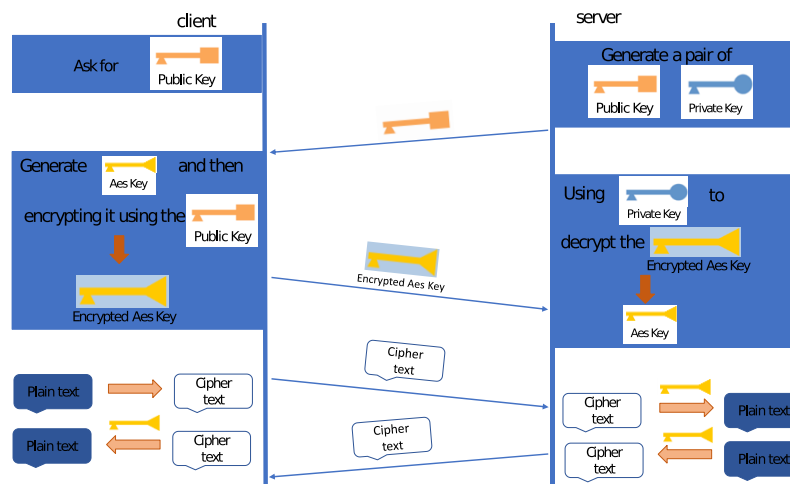 client
server
Ask for
Public Key
Generate a pair of
Public Key
Private Key
Generate
Aes Key
and then
encrypting it using the
Public Key
Encrypted Aes Key
Using
Private Key
to
decrypt the
Encrypted Aes Key
Aes Key
Encrypted Aes Key
Plain text
Cipher
text
Cipher
text
Cipher
text
Plain text
Plain text
Cipher
text
Cipher
text
Cipher
text
Plain text